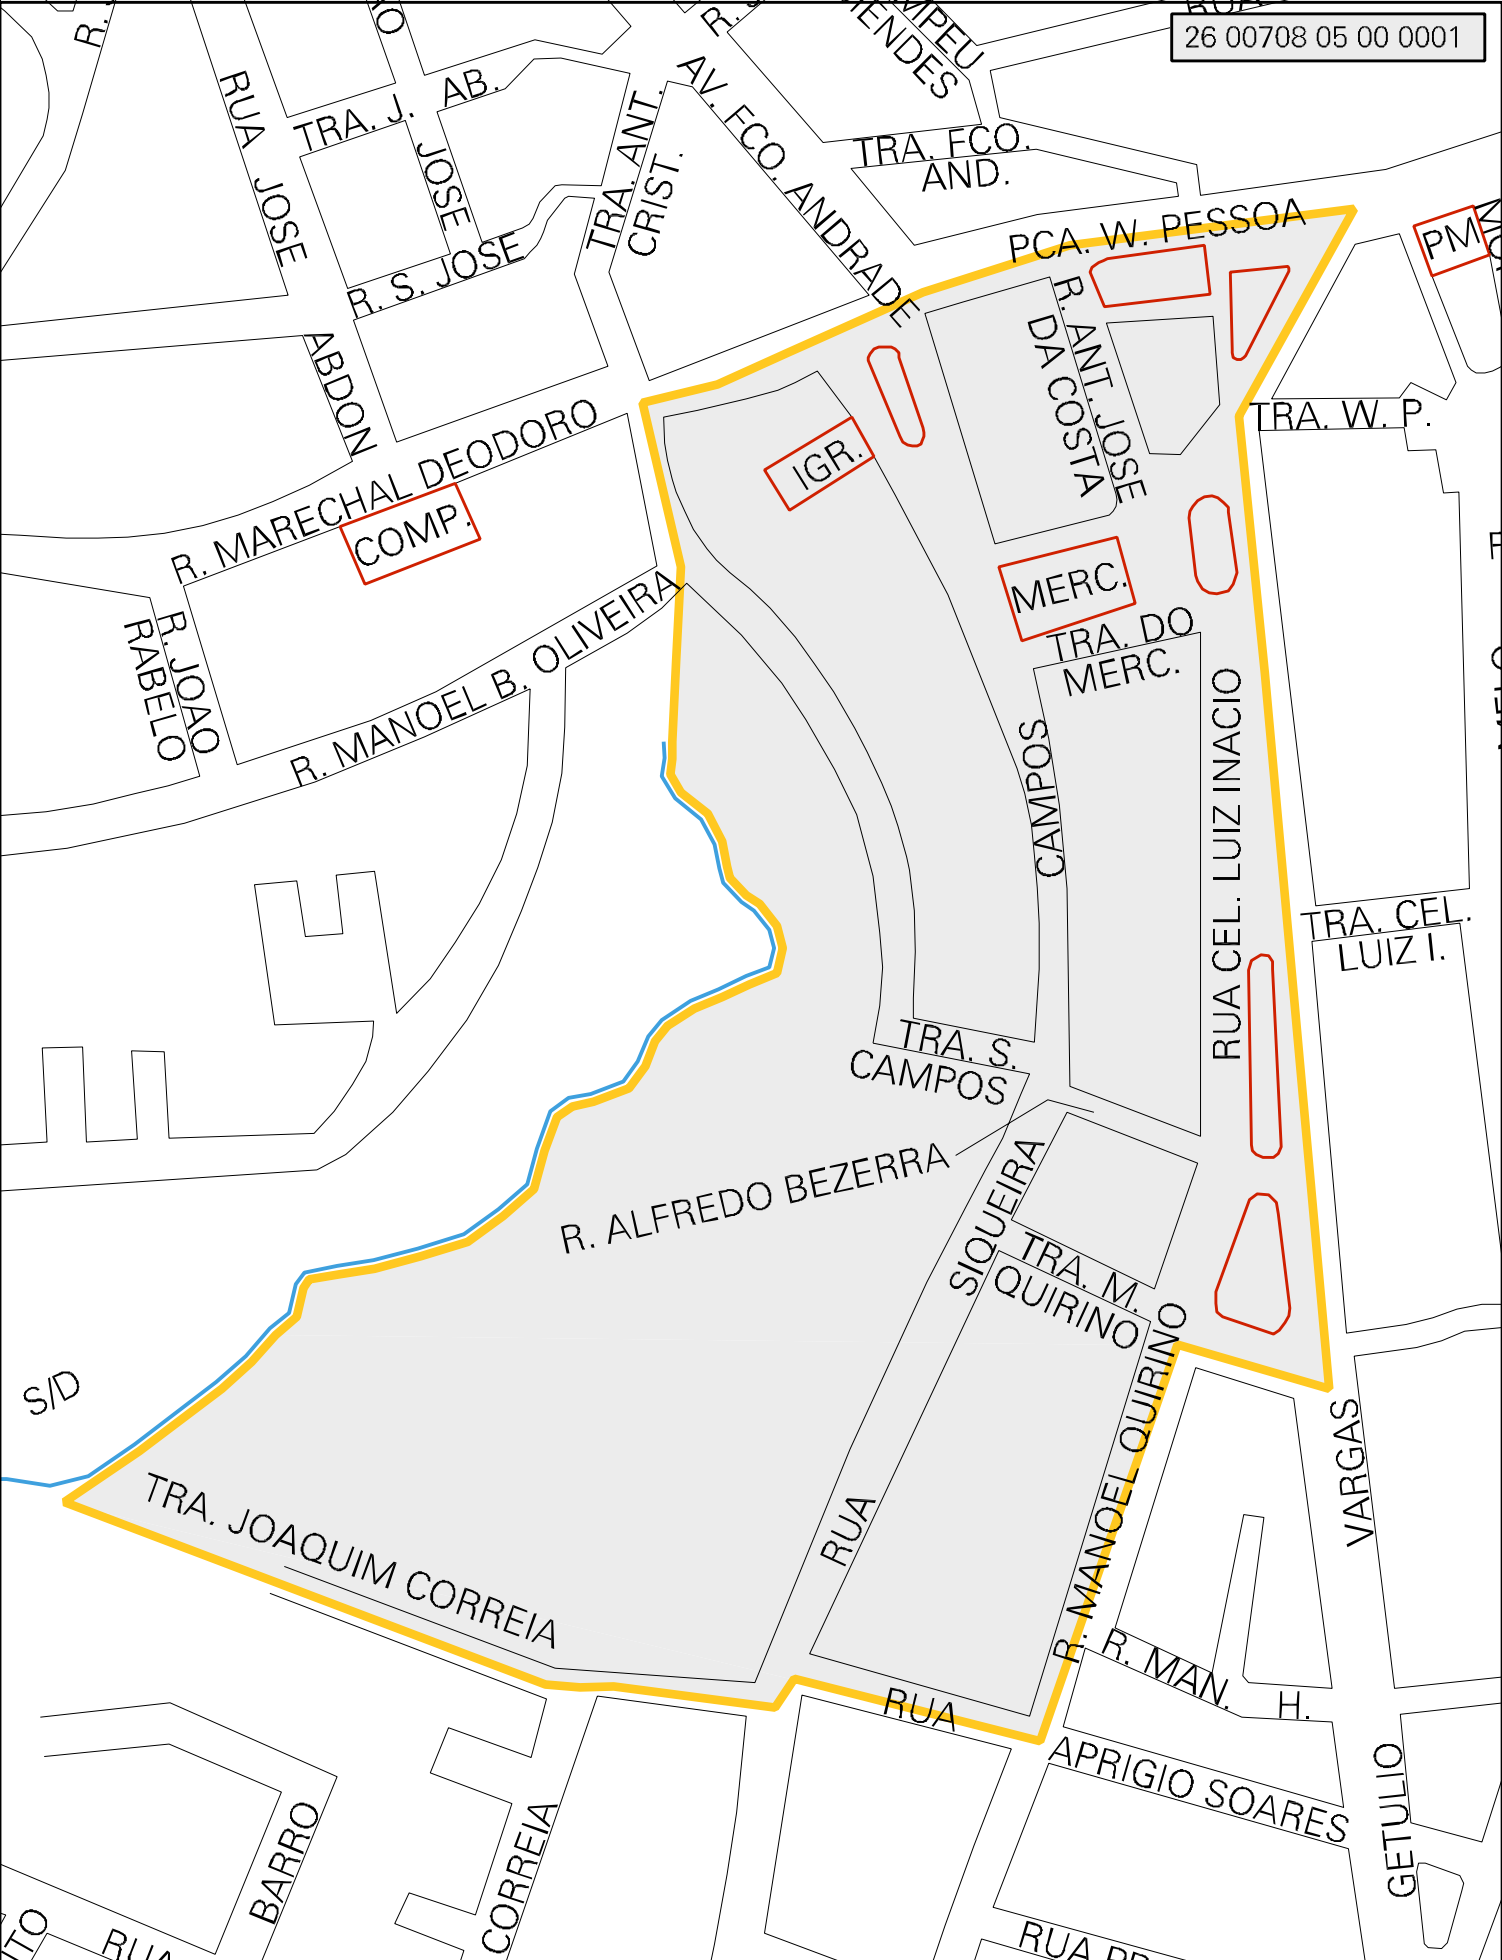 26 00708 05 00 0001
R. J
MENDES
TRA. J. AB.
RUA JOSE ABDON
JOSE
TRA. ANT.
CRIST.
AV. FCO. ANDRADE
TRA. FCO.
AND.
R. S. JOSE
PCA. W. PESSOA
PM
R. ANT. JOSE
DA COSTA
TRA. W. P.
R. MARECHAL DEODORO
COMP.
IGR.
MERC.
TRA. DO
MERC.
R. JOAO
RABELO
R. MANOEL B. OLIVEIRA
CAMPOS
RUA CEL. LUIZ INACIO
TRA. CEL.
LUIZ I.
TRA. S.
CAMPOS
R. ALFREDO BEZERRA
SIQUEIRA
TRA. M.
QUIRINO
S/D
TRA. JOAQUIM CORREIA
RUA
R. MANOEL QUIRINO
VARGAS
R. MAN. H.
RUA
APRIGIO SOARES
GETULIO
BARRO
CORREIA
RUA
RUA